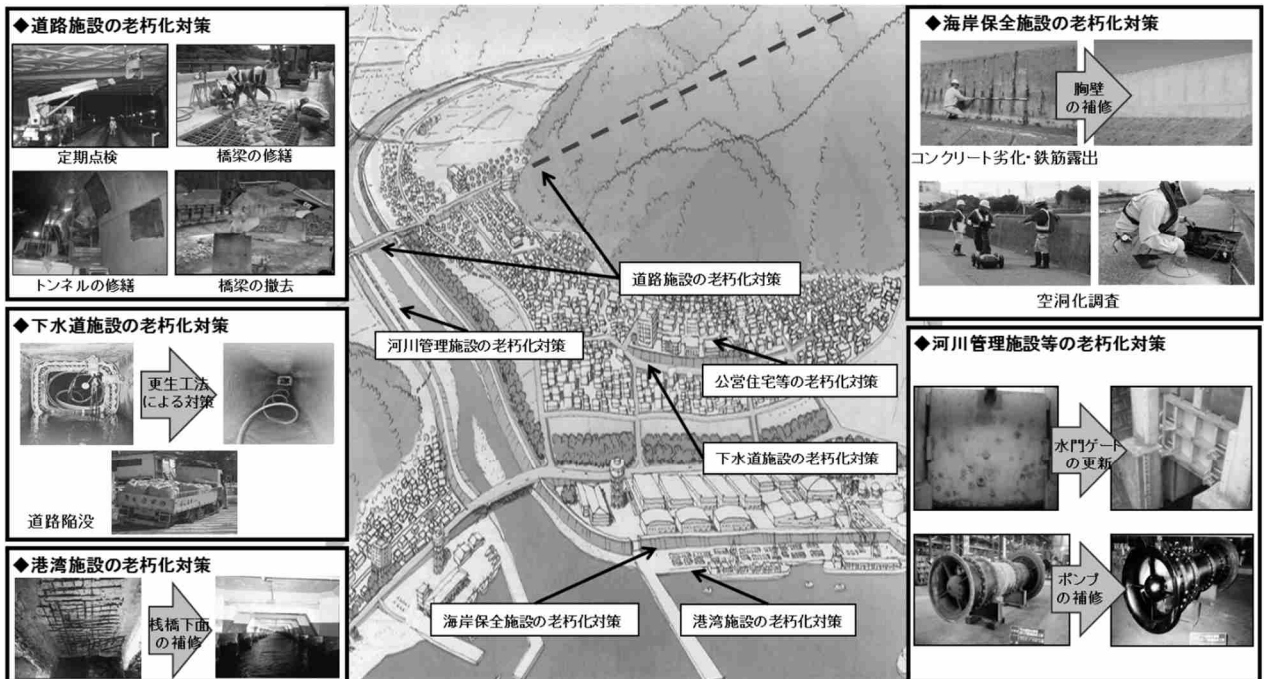 ◆道路施設の老朽化対策
定期点検
橋梁の修繕
トンネルの修繕
橋梁の撤去
◆下水道施設の老朽化対策
更生工法
による対策
道路陥没
◆港湾施設の老朽化対策
桟橋下面
の補修
道路施設の老朽化対策
河川管理施設の老朽化対策
公営住宅等の老朽化対策
下水道施設の老朽化対策
海岸保全施設の老朽化対策
港湾施設の老朽化対策
◆海岸保全施設の老朽化対策
胸壁
の補修
コンクリート劣化・鉄筋露出
空洞化調査
◆河川管理施設等の老朽化対策
水門ゲート
の更新
ポンプ
の補修